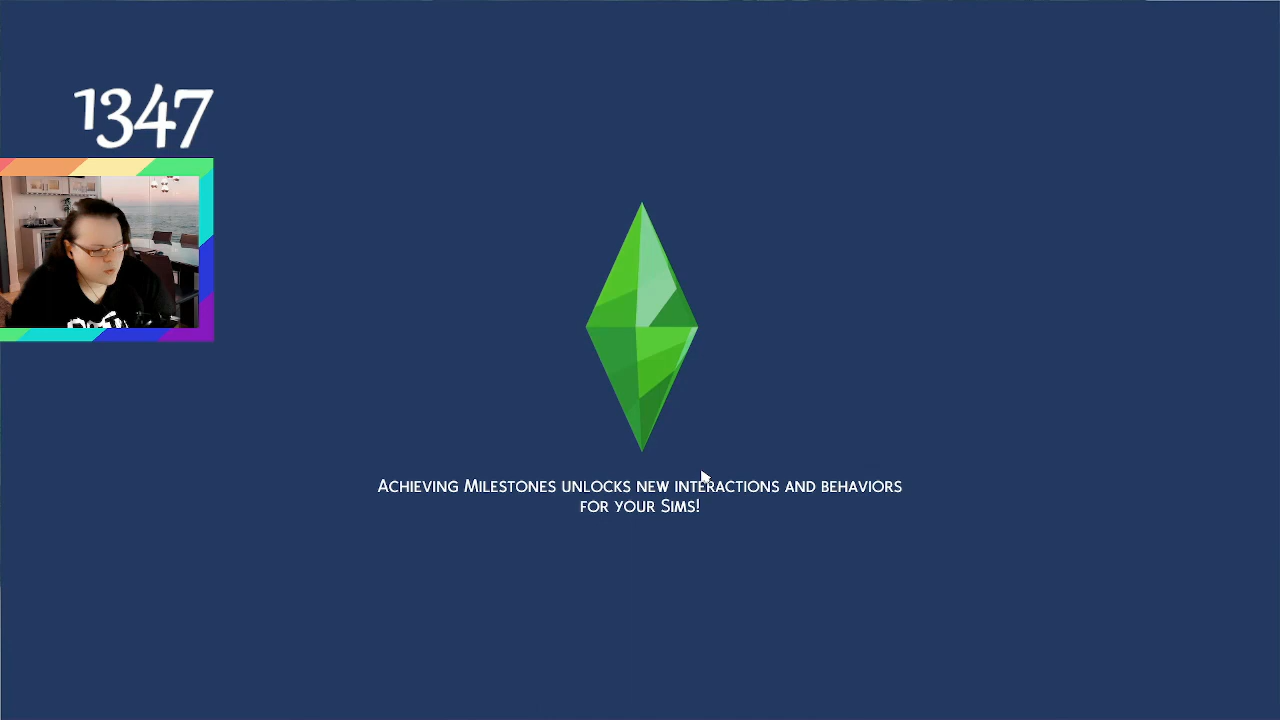 1347
ACHIEVING MILESTONES UNLOCKS NEW INTERACTIONS AND BEHAVIORS
FOR YOUR SIMS!